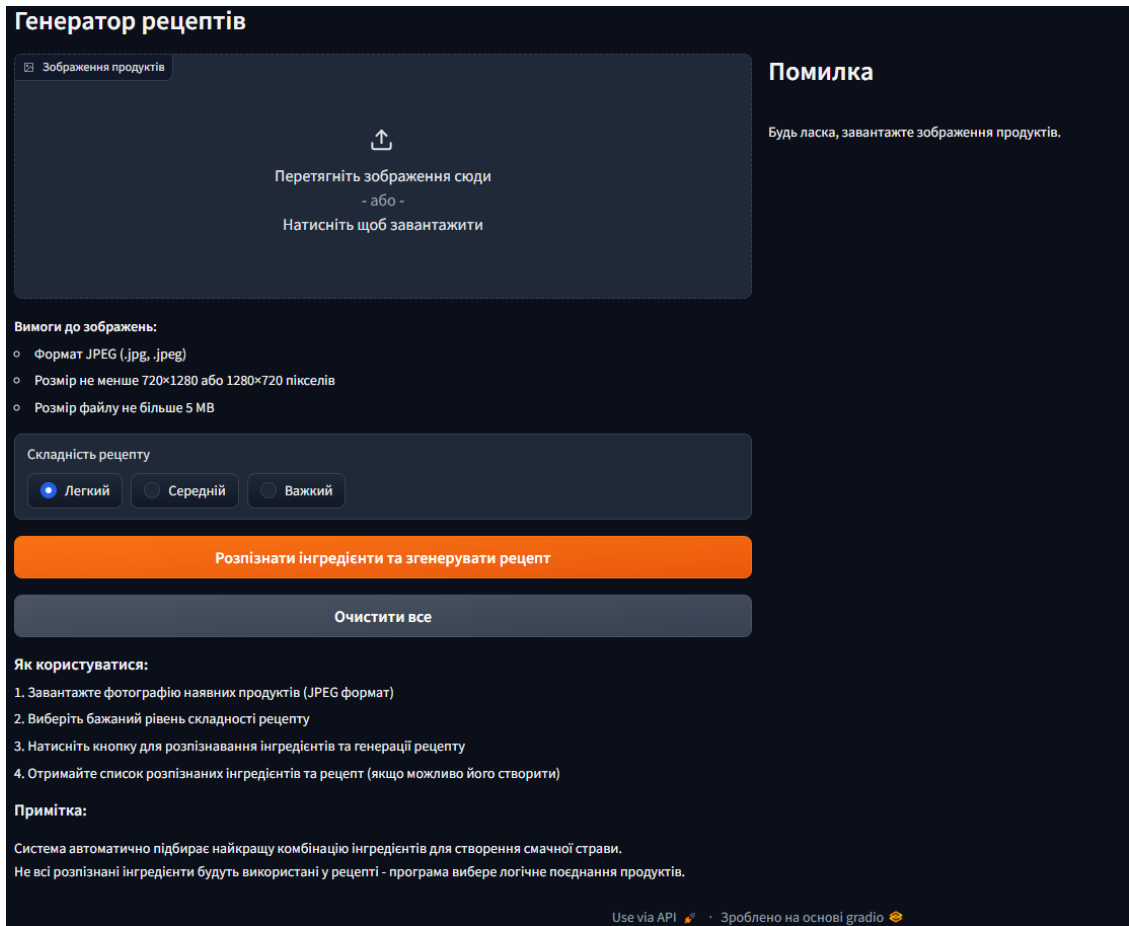 Генератор рецептів
Зображення продуктів
Перетягніть зображення сюди
- або -
Натисніть щоб завантажити
Вимоги до зображень:
Формат JPEG (.jpg, .jpeg)
Розмір не менше 720×1280 або 1280×720 пікселів
Розмір файлу не більше 5 MB
Складність рецепту
Легкий Середній Важкий
Розпізнати інгредієнти та згенерувати рецепт
Очистити все
Як користуватися:
1. Завантажте фотографію наявних продуктів (JPEG формат)
2. Виберіть бажаний рівень складності рецепту
3. Натисніть кнопку для розпізнавання інгредієнтів та генерації рецепту
4. Отримайте список розпізнаних інгредієнтів та рецепт (якщо можливо його створити)
Примітка:
Система автоматично підбирає найкращу комбінацію інгредієнтів для створення смачної страви.
Не всі розпізнані інгредієнти будуть використані у рецепті - програма вибере логічне поєднання продуктів.
Помилка
Будь ласка, завантажте зображення продуктів.
Use via API · Зроблено на основі gradio